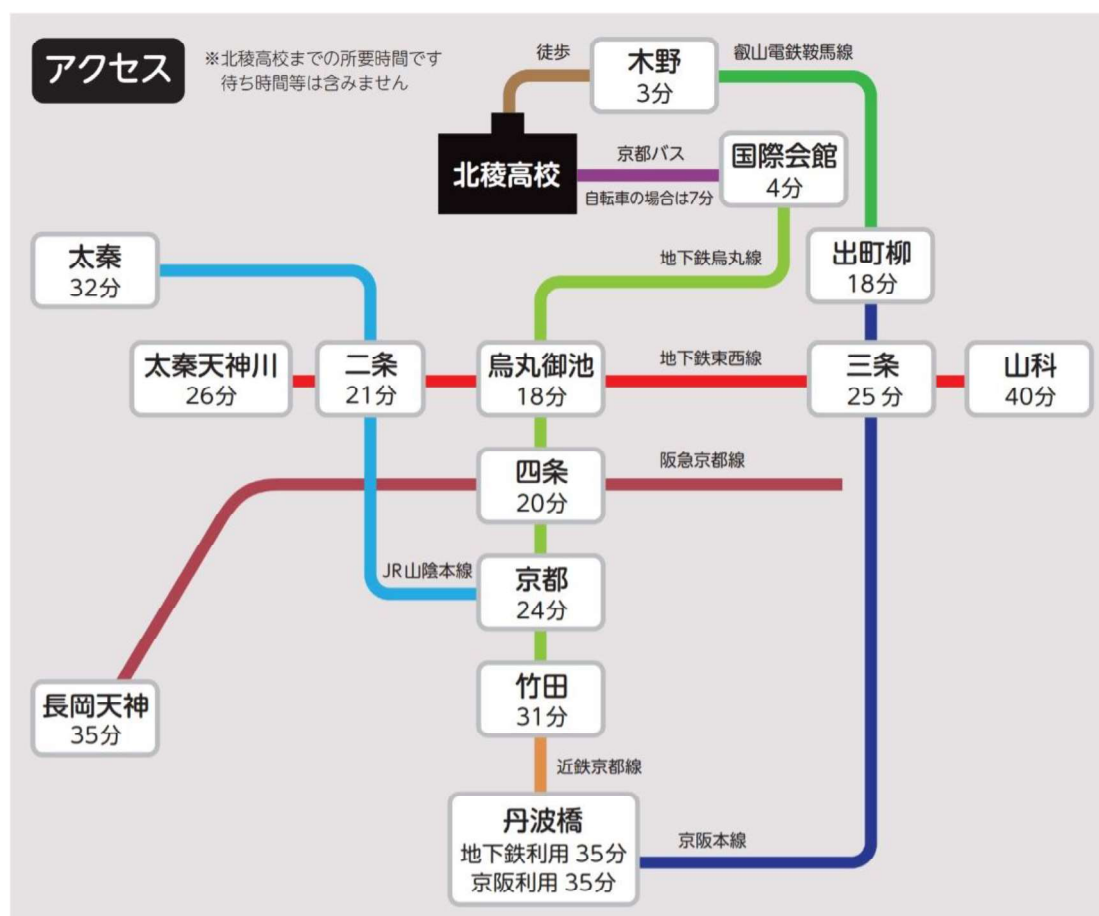 アクセス
※北稜高校までの所要時間です
待ち時間等は含みません
徒歩
木野
3分
叡山電鉄鞍馬線
北稜高校
京都バス
自転車の場合は7分
国際会館
4分
太秦
32分
地下鉄烏丸線
出町柳
18分
太秦天神川
26分
二条
21分
烏丸御池
18分
地下鉄東西線
三条
25分
山科
40分
四条
20分
阪急京都線
JR山陰本線
京都
24分
長岡天神
35分
竹田
31分
近鉄京都線
丹波橋
地下鉄利用 35分
京阪利用 35分
京阪本線